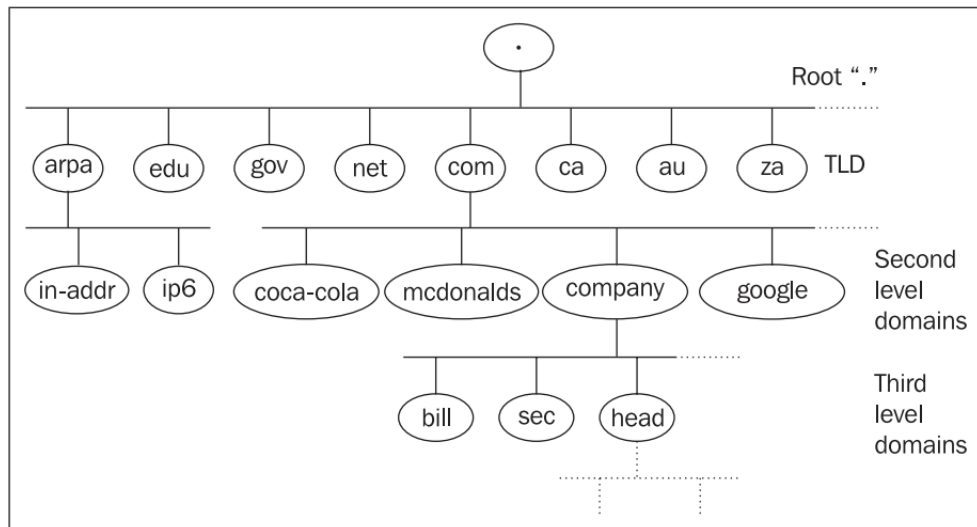 .
Root “.”
arpa edu gov net com ca au za TLD
in-addr ip6 coca-cola mcdonalds company google
Second
level
domains
bill sec head
Third
level
domains